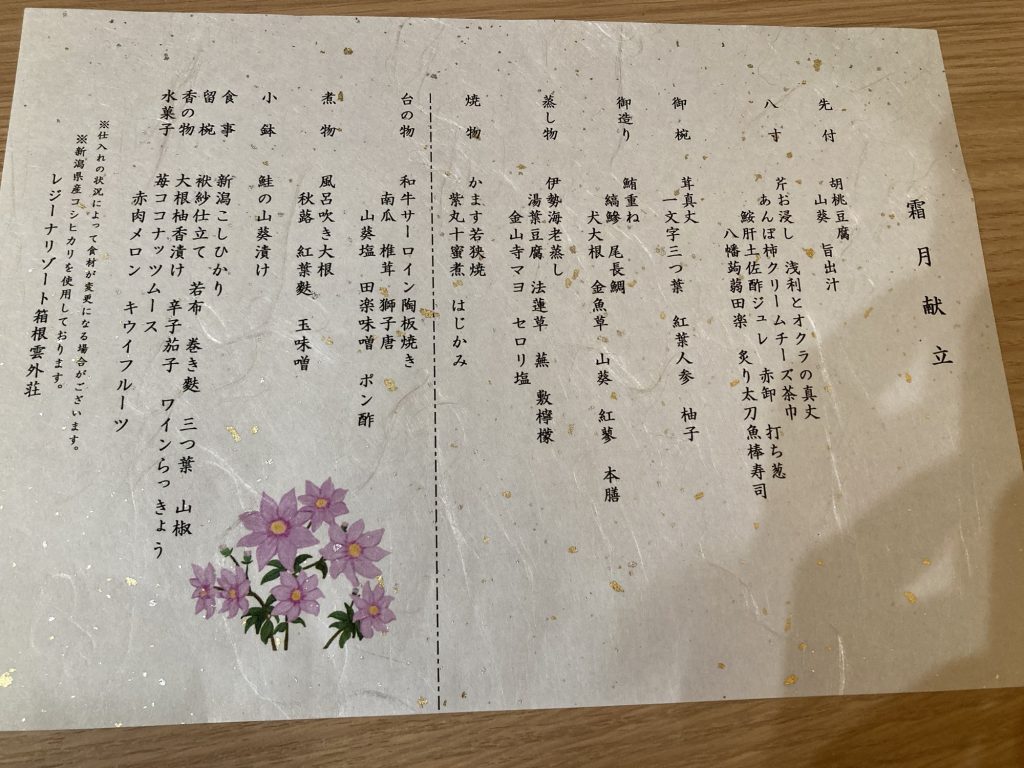 霜月献立
先付　胡桃豆腐
山葵　旨出汁
八寸　芹お浸し　浅利とオクラの真丈
あんぽ柿クリームチーズ茶巾
鮟肝土佐酢ジュレ　赤卸　打ち葱
八幡蒟蒻田楽　炙り太刀魚棒寿司
御椀　茸真丈
一文字三つ葉　紅葉人参　柚子
御造り　鮪重ね
縞鰺　尾長鯛
犬大根　金魚草　山葵　紅蓼　本膳
蒸し物　伊勢海老蒸し
湯葉豆腐　法蓮草　蕪　敷檸檬
金山寺マヨ　セロリ塩
焼物　かます若狭焼
紫丸十蜜煮　はじかみ
台の物　和牛サーロイン陶板焼き
南瓜　椎茸　獅子唐
山葵塩　田楽味噌　ポン酢
煮物　風呂吹き大根
秋蕗　紅葉麩　玉味噌
小鉢　鮭の山葵漬け
食事　新潟こしひかり
留椀　袱紗仕立て　若布　巻き麩　三つ葉　山椒
香の物　大根柚香漬け　辛子茄子　ワインらっきょう
水菓子　苺ココナッツムース
赤肉メロン　キウイフルーツ
※仕入れの状況によって食材が変更になる場合がございます。
※新潟県産コシヒカリを使用しております。
レジーナリゾート箱根雲外荘